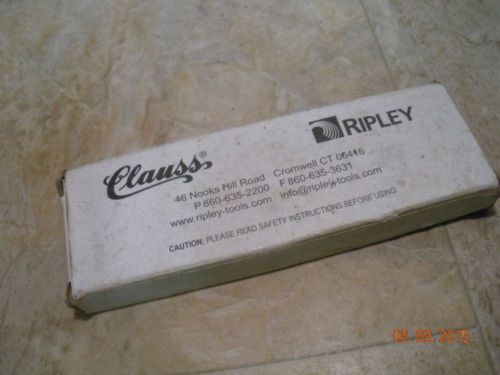 Clauss®
RIPLEY
46 Nooks Hill Road Cromwell CT 06416
P 860-635-2200 F 860-635-3631
www.ripley-tools.com info@ripley-tools.com
CAUTION: PLEASE READ SAFETY INSTRUCTIONS BEFORE USING
08 09 2015